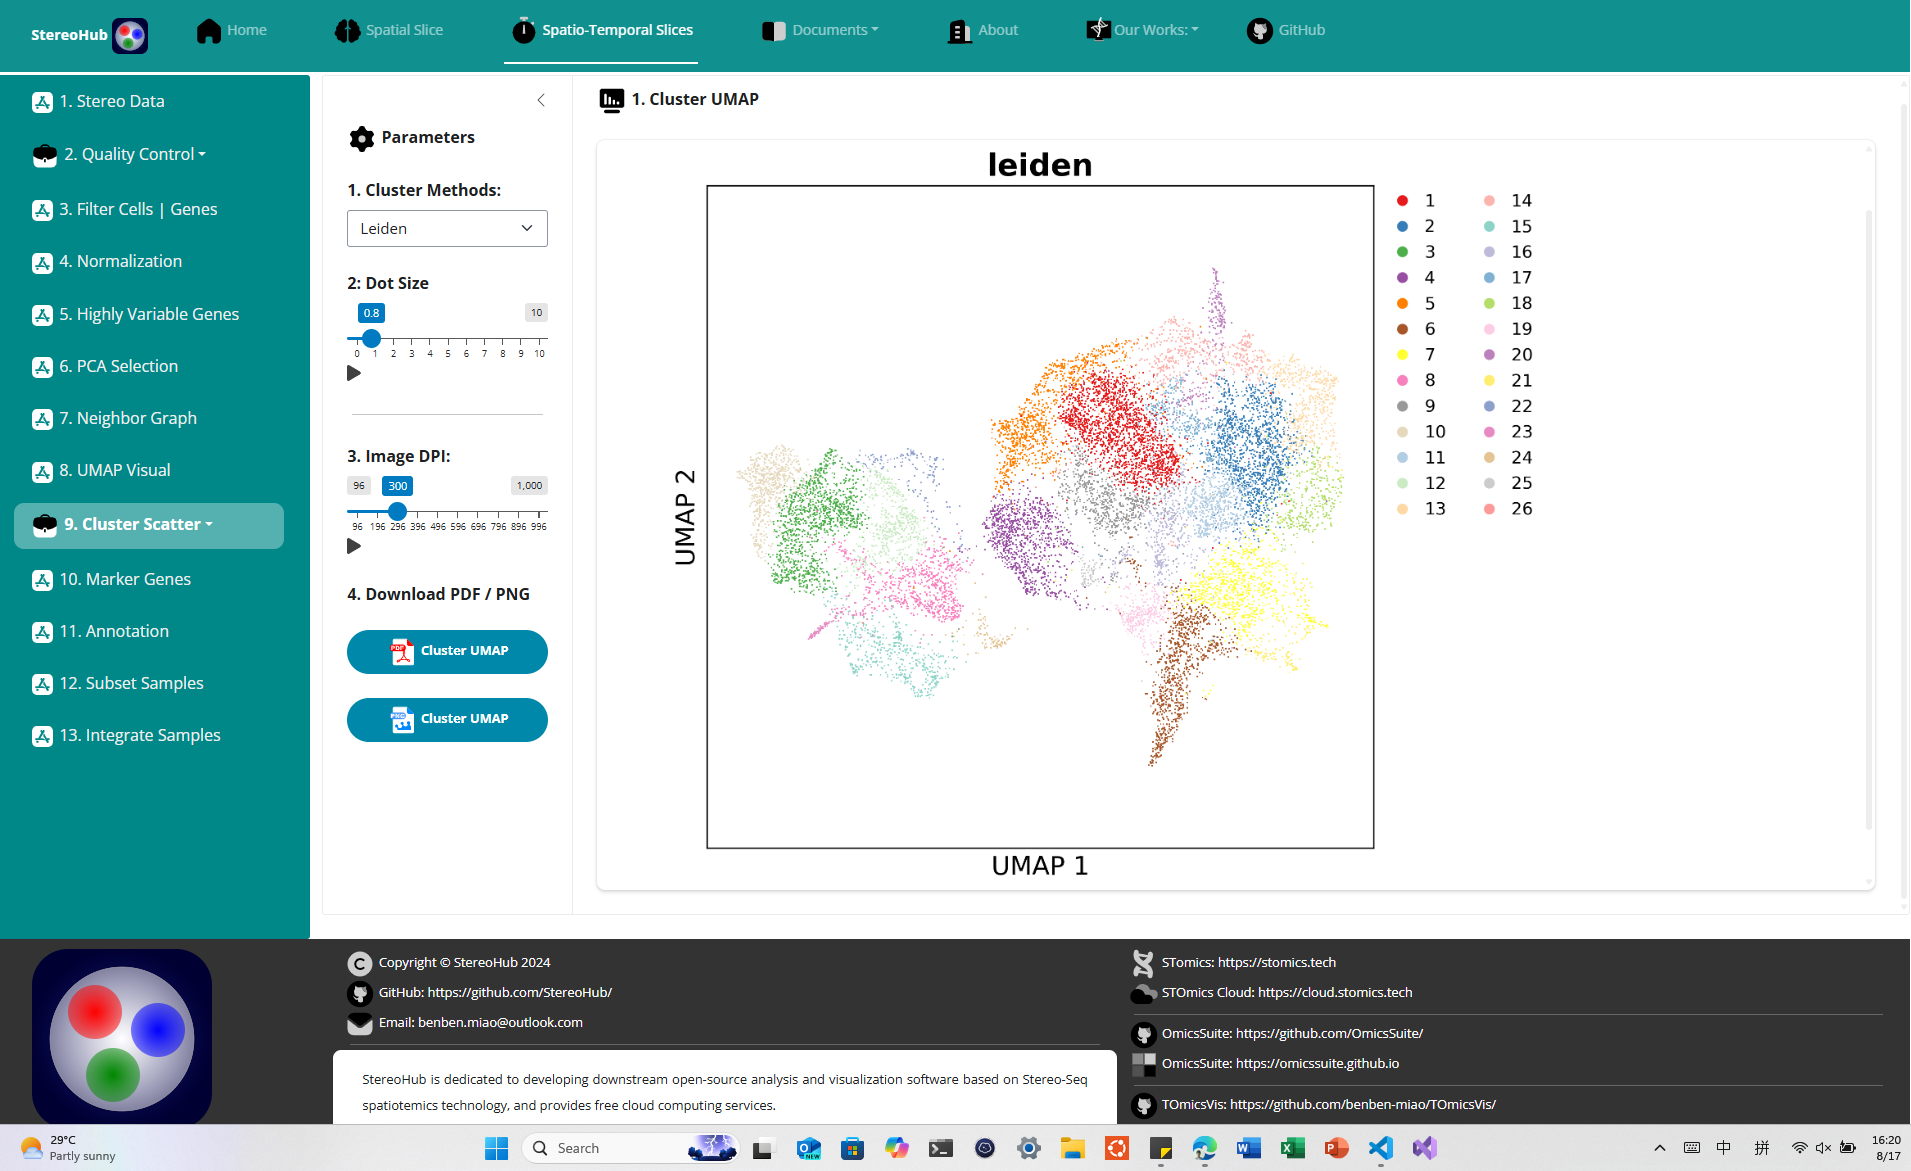 StereoHub
Home
Spatial Slice
Spatio-Temporal Slices
Documents
About
Our Works:
GitHub
1. Stereo Data
2. Quality Control
3. Filter Cells | Genes
4. Normalization
5. Highly Variable Genes
6. PCA Selection
7. Neighbor Graph
8. UMAP Visual
9. Cluster Scatter
10. Marker Genes
11. Annotation
12. Subset Samples
13. Integrate Samples
Parameters
1. Cluster Methods:
Leiden
2: Dot Size
0.8
10
0 1 2 3 4 5 6 7 8 9 10
3. Image DPI:
96
300
1,000
96 196 296 396 496 596 696 796 896 996
4. Download PDF / PNG
PDF
Cluster UMAP
PNG
Cluster UMAP
1. Cluster UMAP
leiden
UMAP 2
UMAP 1
1 14
2 15
3 16
4 17
5 18
6 19
7 20
8 21
9 22
10 23
11 24
12 25
13 26
Copyright © StereoHub 2024
GitHub: https://github.com/StereoHub/
Email: benben.miao@outlook.com
StereoHub is dedicated to developing downstream open-source analysis and visualization software based on Stereo-Seq
spatiotemics technology, and provides free cloud computing services.
STomics: https://stomics.tech
STOmics Cloud: https://cloud.stomics.tech
OmicsSuite: https://github.com/OmicsSuite/
OmicsSuite: https://omicssuite.github.io
TOmicsVis: https://github.com/benben-miao/TOmicsVis/
29°C
Partly sunny
Search
NEW
中
拼
16:20
8/17